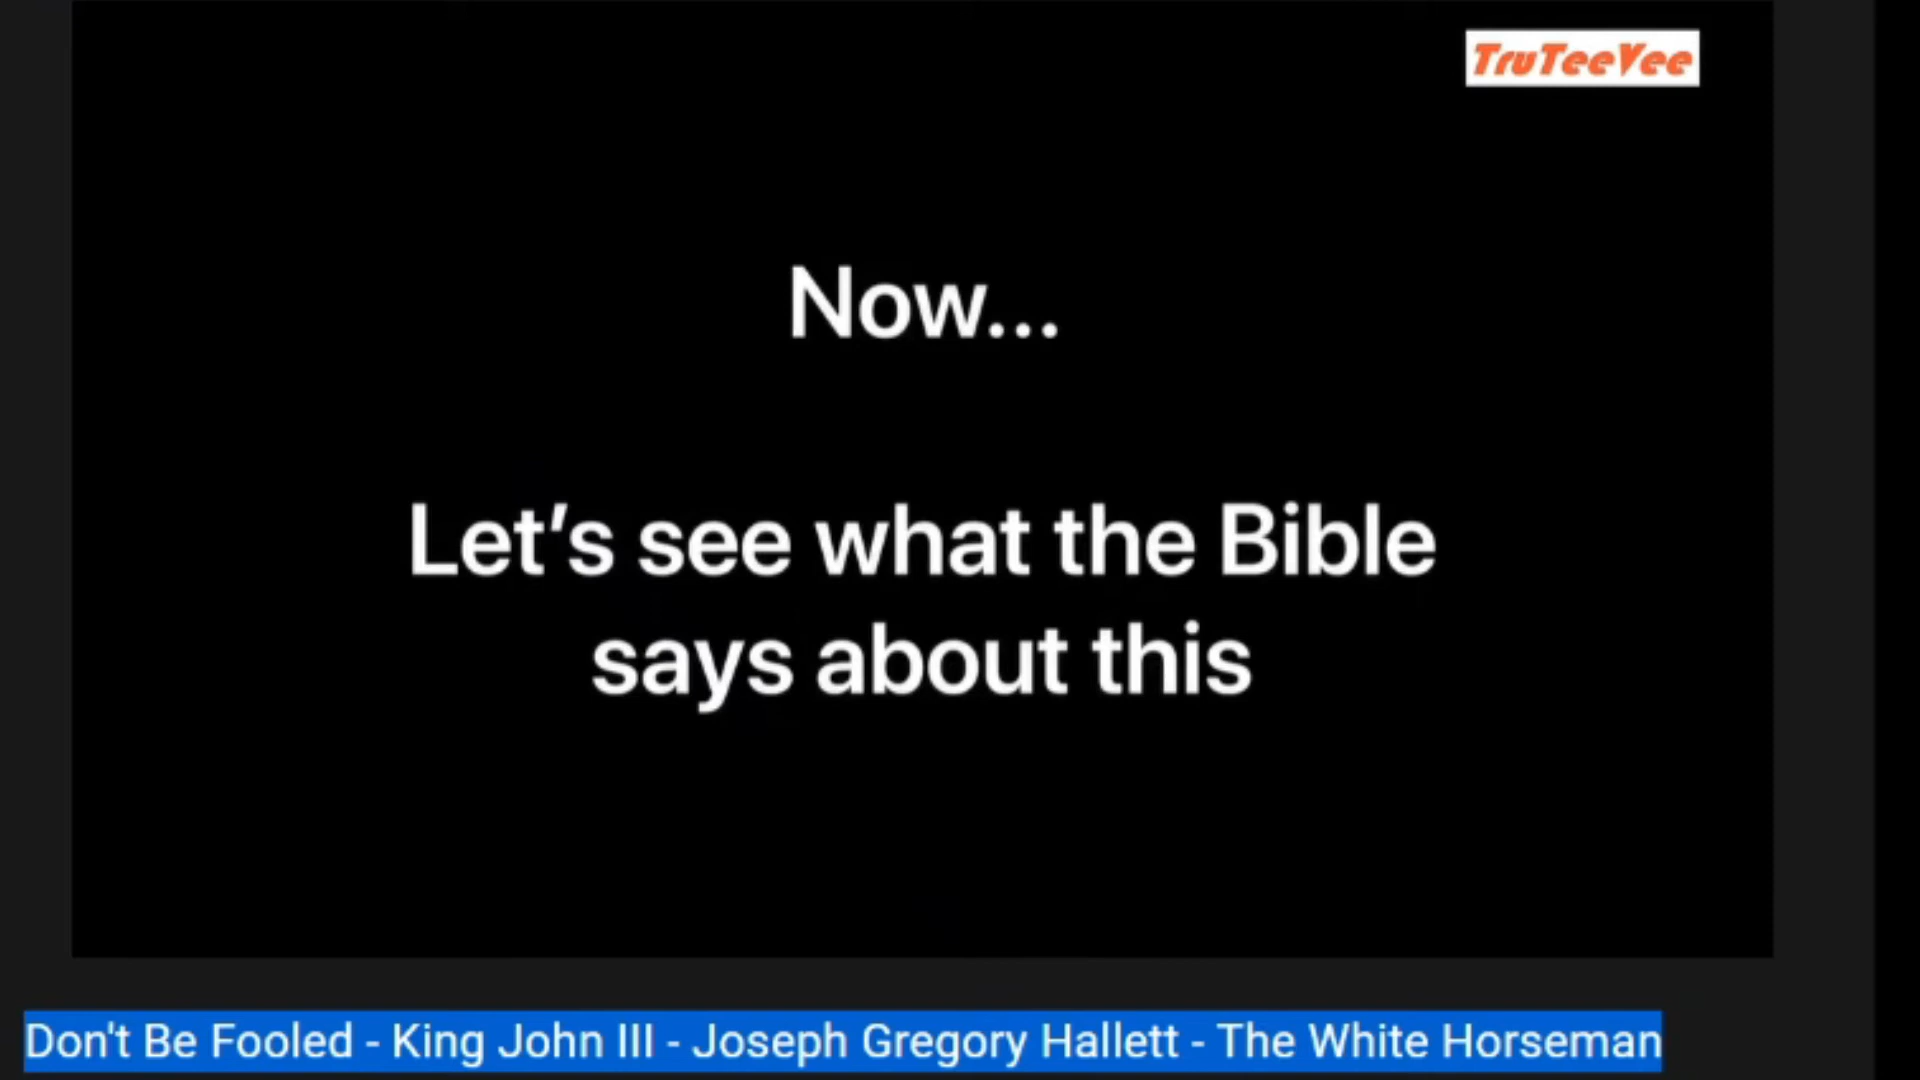 TruTeeVee
Now...
Let’s see what the Bible
says about this
Don't Be Fooled - King John III - Joseph Gregory Hallett - The White Horseman